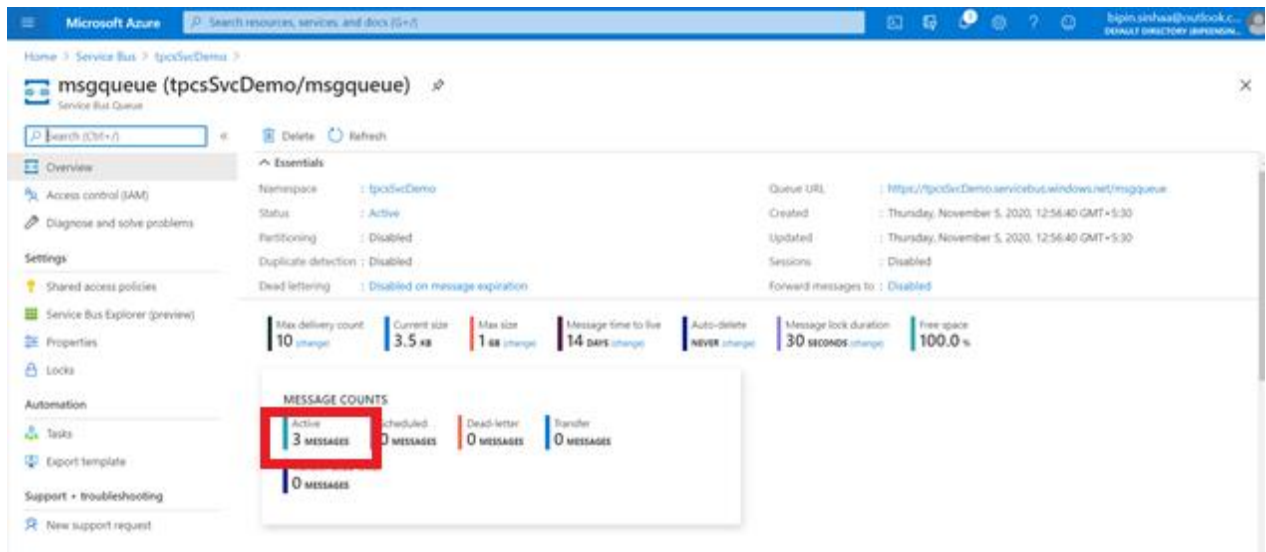 Microsoft Azure
Search resources, services, and docs (G+/)
bipin.sinhaa@outlook.c...
DEFAULT DIRECTORY
Home > Service Bus > tpcsSvcDemo >
msgqueue (tpcsSvcDemo/msgqueue)
Service Bus Queue
Search (Ctrl+/)
Delete
Refresh
Overview
Access control (IAM)
Diagnose and solve problems
Settings
Shared access policies
Service Bus Explorer (preview)
Properties
Locks
Automation
Tasks
Export template
Support + troubleshooting
New support request
Essentials
Namespace : tpcsSvcDemo
Status : Active
Partitioning : Disabled
Duplicate detection : Disabled
Dead lettering : Disabled on message expiration
Queue URL : https://tpcsSvcDemo.servicebus.windows.net/msgqueue
Created : Thursday, November 5, 2020, 12:56:40 GMT+5:30
Updated : Thursday, November 5, 2020, 12:56:40 GMT+5:30
Sessions : Disabled
Forward messages to : Disabled
Max delivery count
10 (change)
Current size
3.5 KB
Max size
1 GB (change)
Message time to live
14 DAYS (change)
Auto-delete
NEVER (change)
Message lock duration
30 SECONDS (change)
Free space
100.0 %
MESSAGE COUNTS
Active
3 MESSAGES
Scheduled
0 MESSAGES
Dead-letter
0 MESSAGES
Transfer
0 MESSAGES
0 MESSAGES